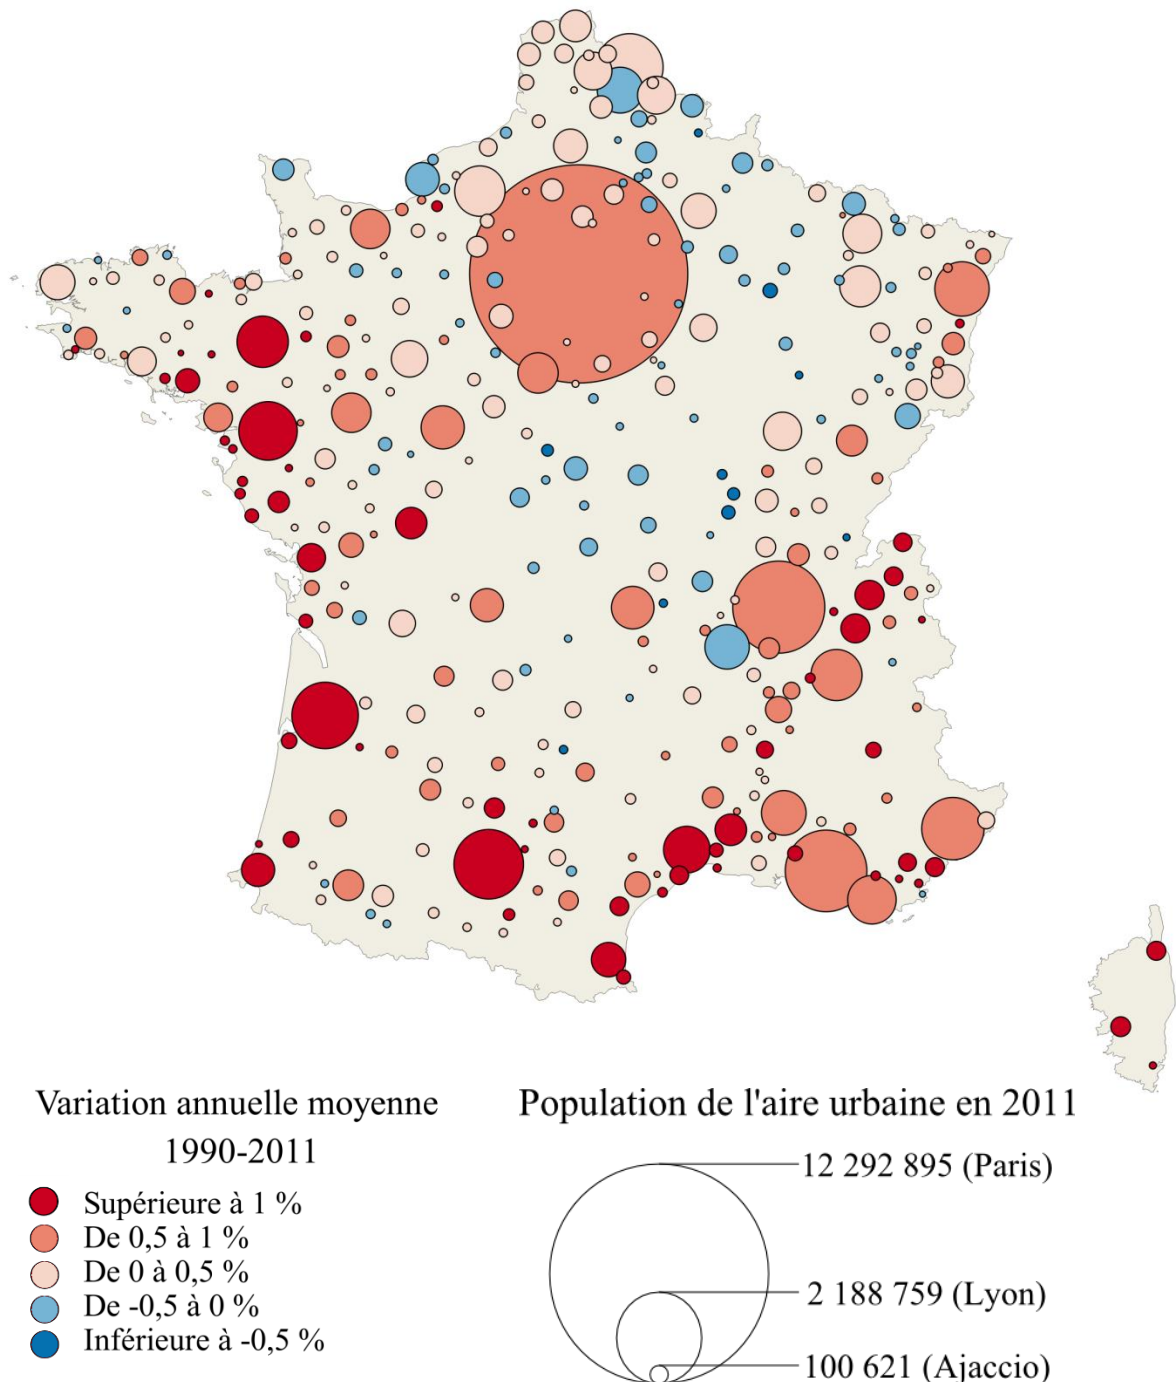 Variation annuelle moyenne
1990-2011
Supérieure à 1 %
De 0,5 à 1 %
De 0 à 0,5 %
De -0,5 à 0 %
Inférieure à -0,5 %
Population de l'aire urbaine en 2011
12 292 895 (Paris)
2 188 759 (Lyon)
100 621 (Ajaccio)